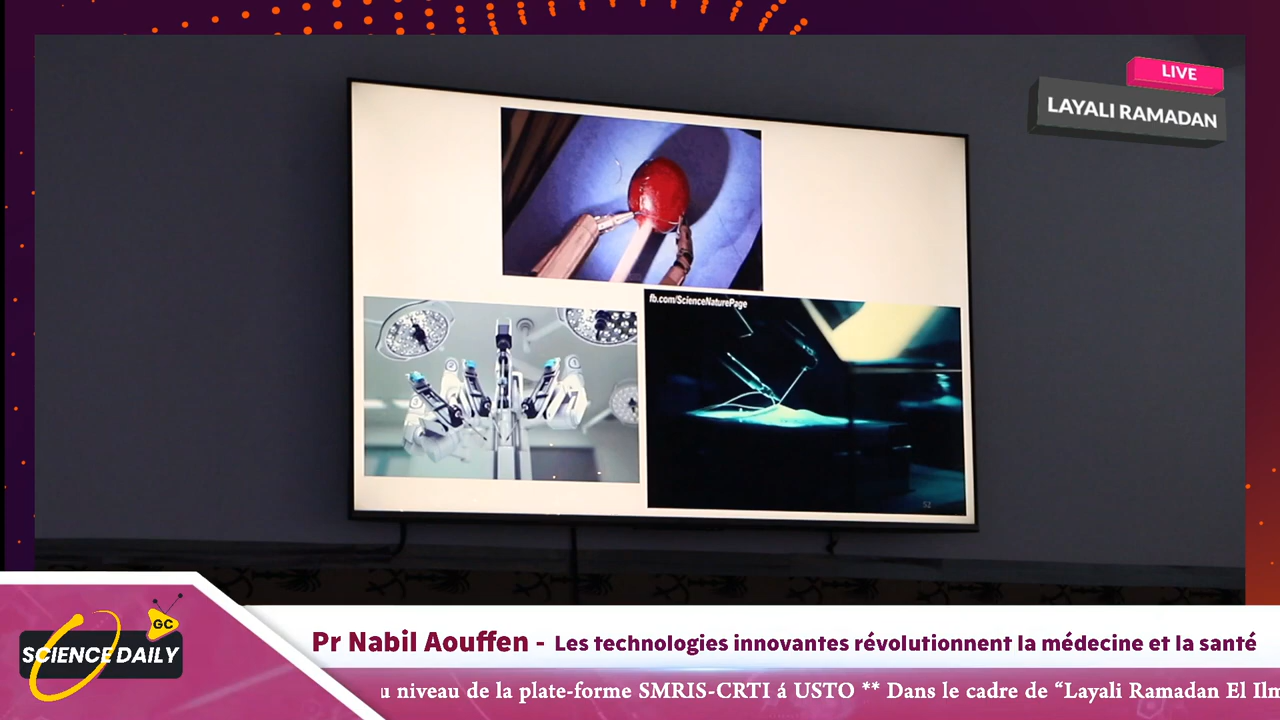 LIVE
LAYALI RAMADAN
fb.com/ScienceNaturePage
52
GC
SCIENCE DAILY
Pr Nabil Aouffen - Les technologies innovantes révolutionnent la médecine et la santé
u niveau de la plate-forme SMRIS-CRTI á USTO ** Dans le cadre de “Layali Ramadan El Ilm